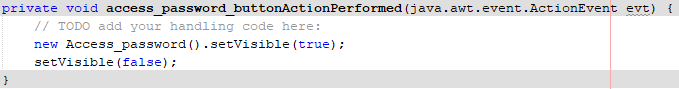 private void access_password_buttonActionPerformed(java.awt.event.ActionEvent evt) {
// TODO add your handling code here:
new Access_password().setVisible(true);
setVisible(false);
}